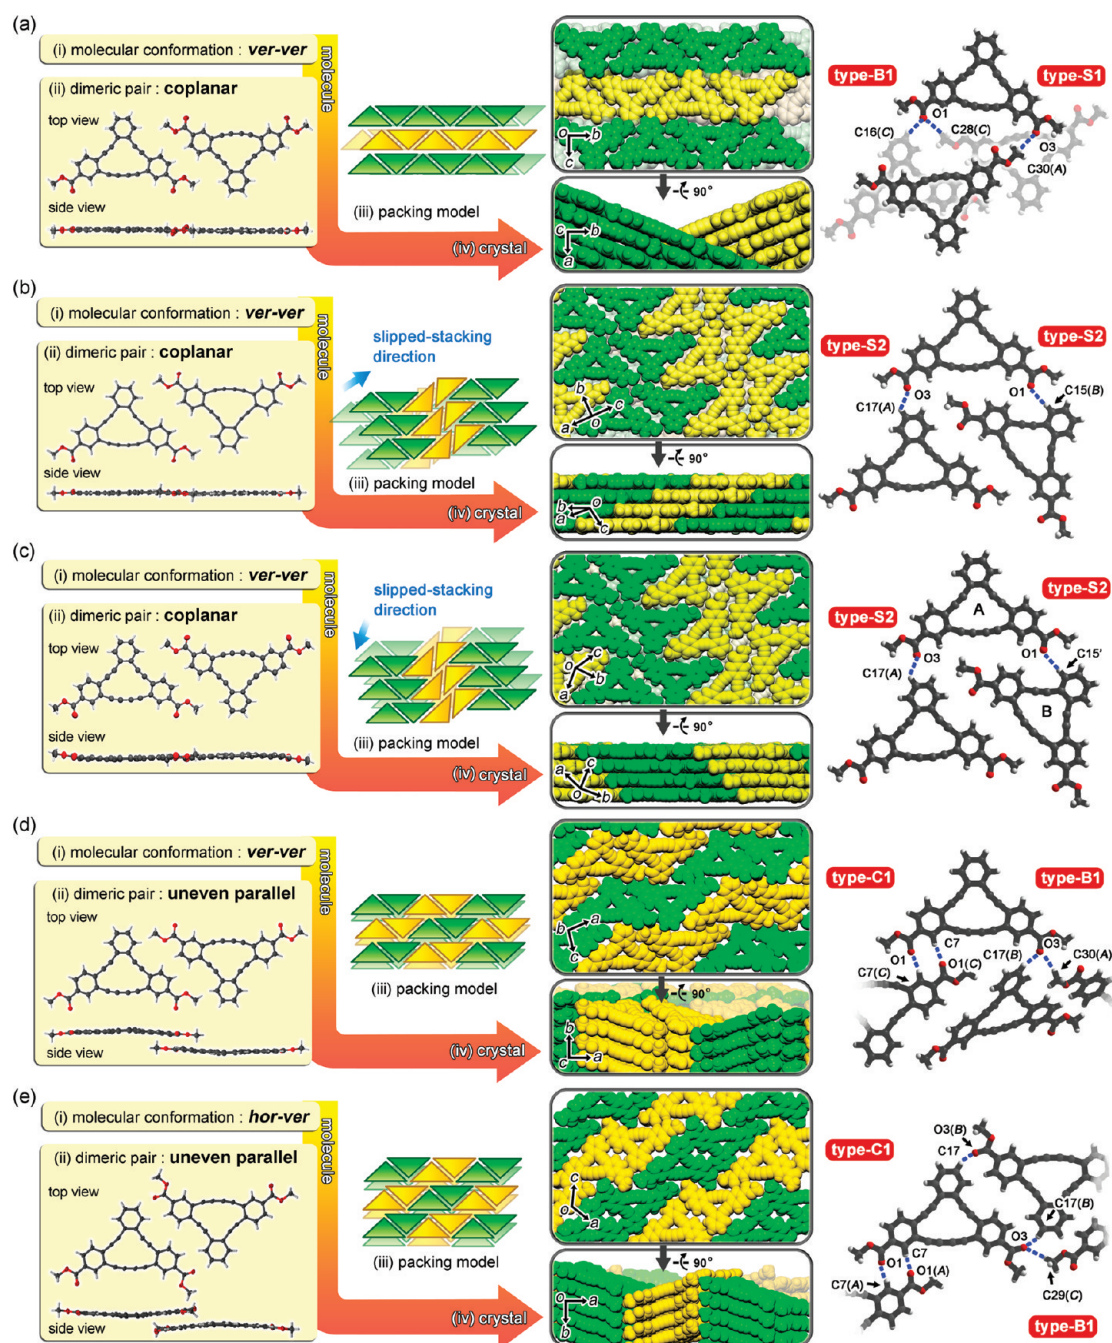 (a)
(i) molecular conformation : ver-ver
(ii) dimeric pair : coplanar
top view
side view
molecule
(iii) packing model
(iv) crystal
o b
c
90°
c b
a
type-B1
type-S1
O1
C16(C)
C28(C)
O3
C30(A)
(b)
(i) molecular conformation : ver-ver
(ii) dimeric pair : coplanar
top view
side view
molecule
slipped-stacking
direction
(iii) packing model
(iv) crystal
b
c
a o
90°
b o
a
c
type-S2
type-S2
O3
O1
C15(B)
C17(A)
(c)
(i) molecular conformation : ver-ver
(ii) dimeric pair : coplanar
top view
side view
molecule
slipped-stacking
direction
(iii) packing model
(iv) crystal
c
o
b
a
90°
a c
o b
type-S2
type-S2
A
O3
O1
C15'
C17(A)
B
(d)
(i) molecular conformation : ver-ver
(ii) dimeric pair : uneven parallel
top view
side view
molecule
(iii) packing model
(iv) crystal
a
b
c
90°
b
c a
type-C1
type-B1
C7
O3
O1
O1(C)
C17(B)
C30(A)
C7(C)
(e)
(i) molecular conformation : hor-ver
(ii) dimeric pair : uneven parallel
top view
side view
molecule
(iii) packing model
(iv) crystal
c
o
a
90°
o a
b
type-C1
O3(B)
C17
C17(B)
O3
C7
O1
O1(A)
C7(A)
C29(C)
type-B1